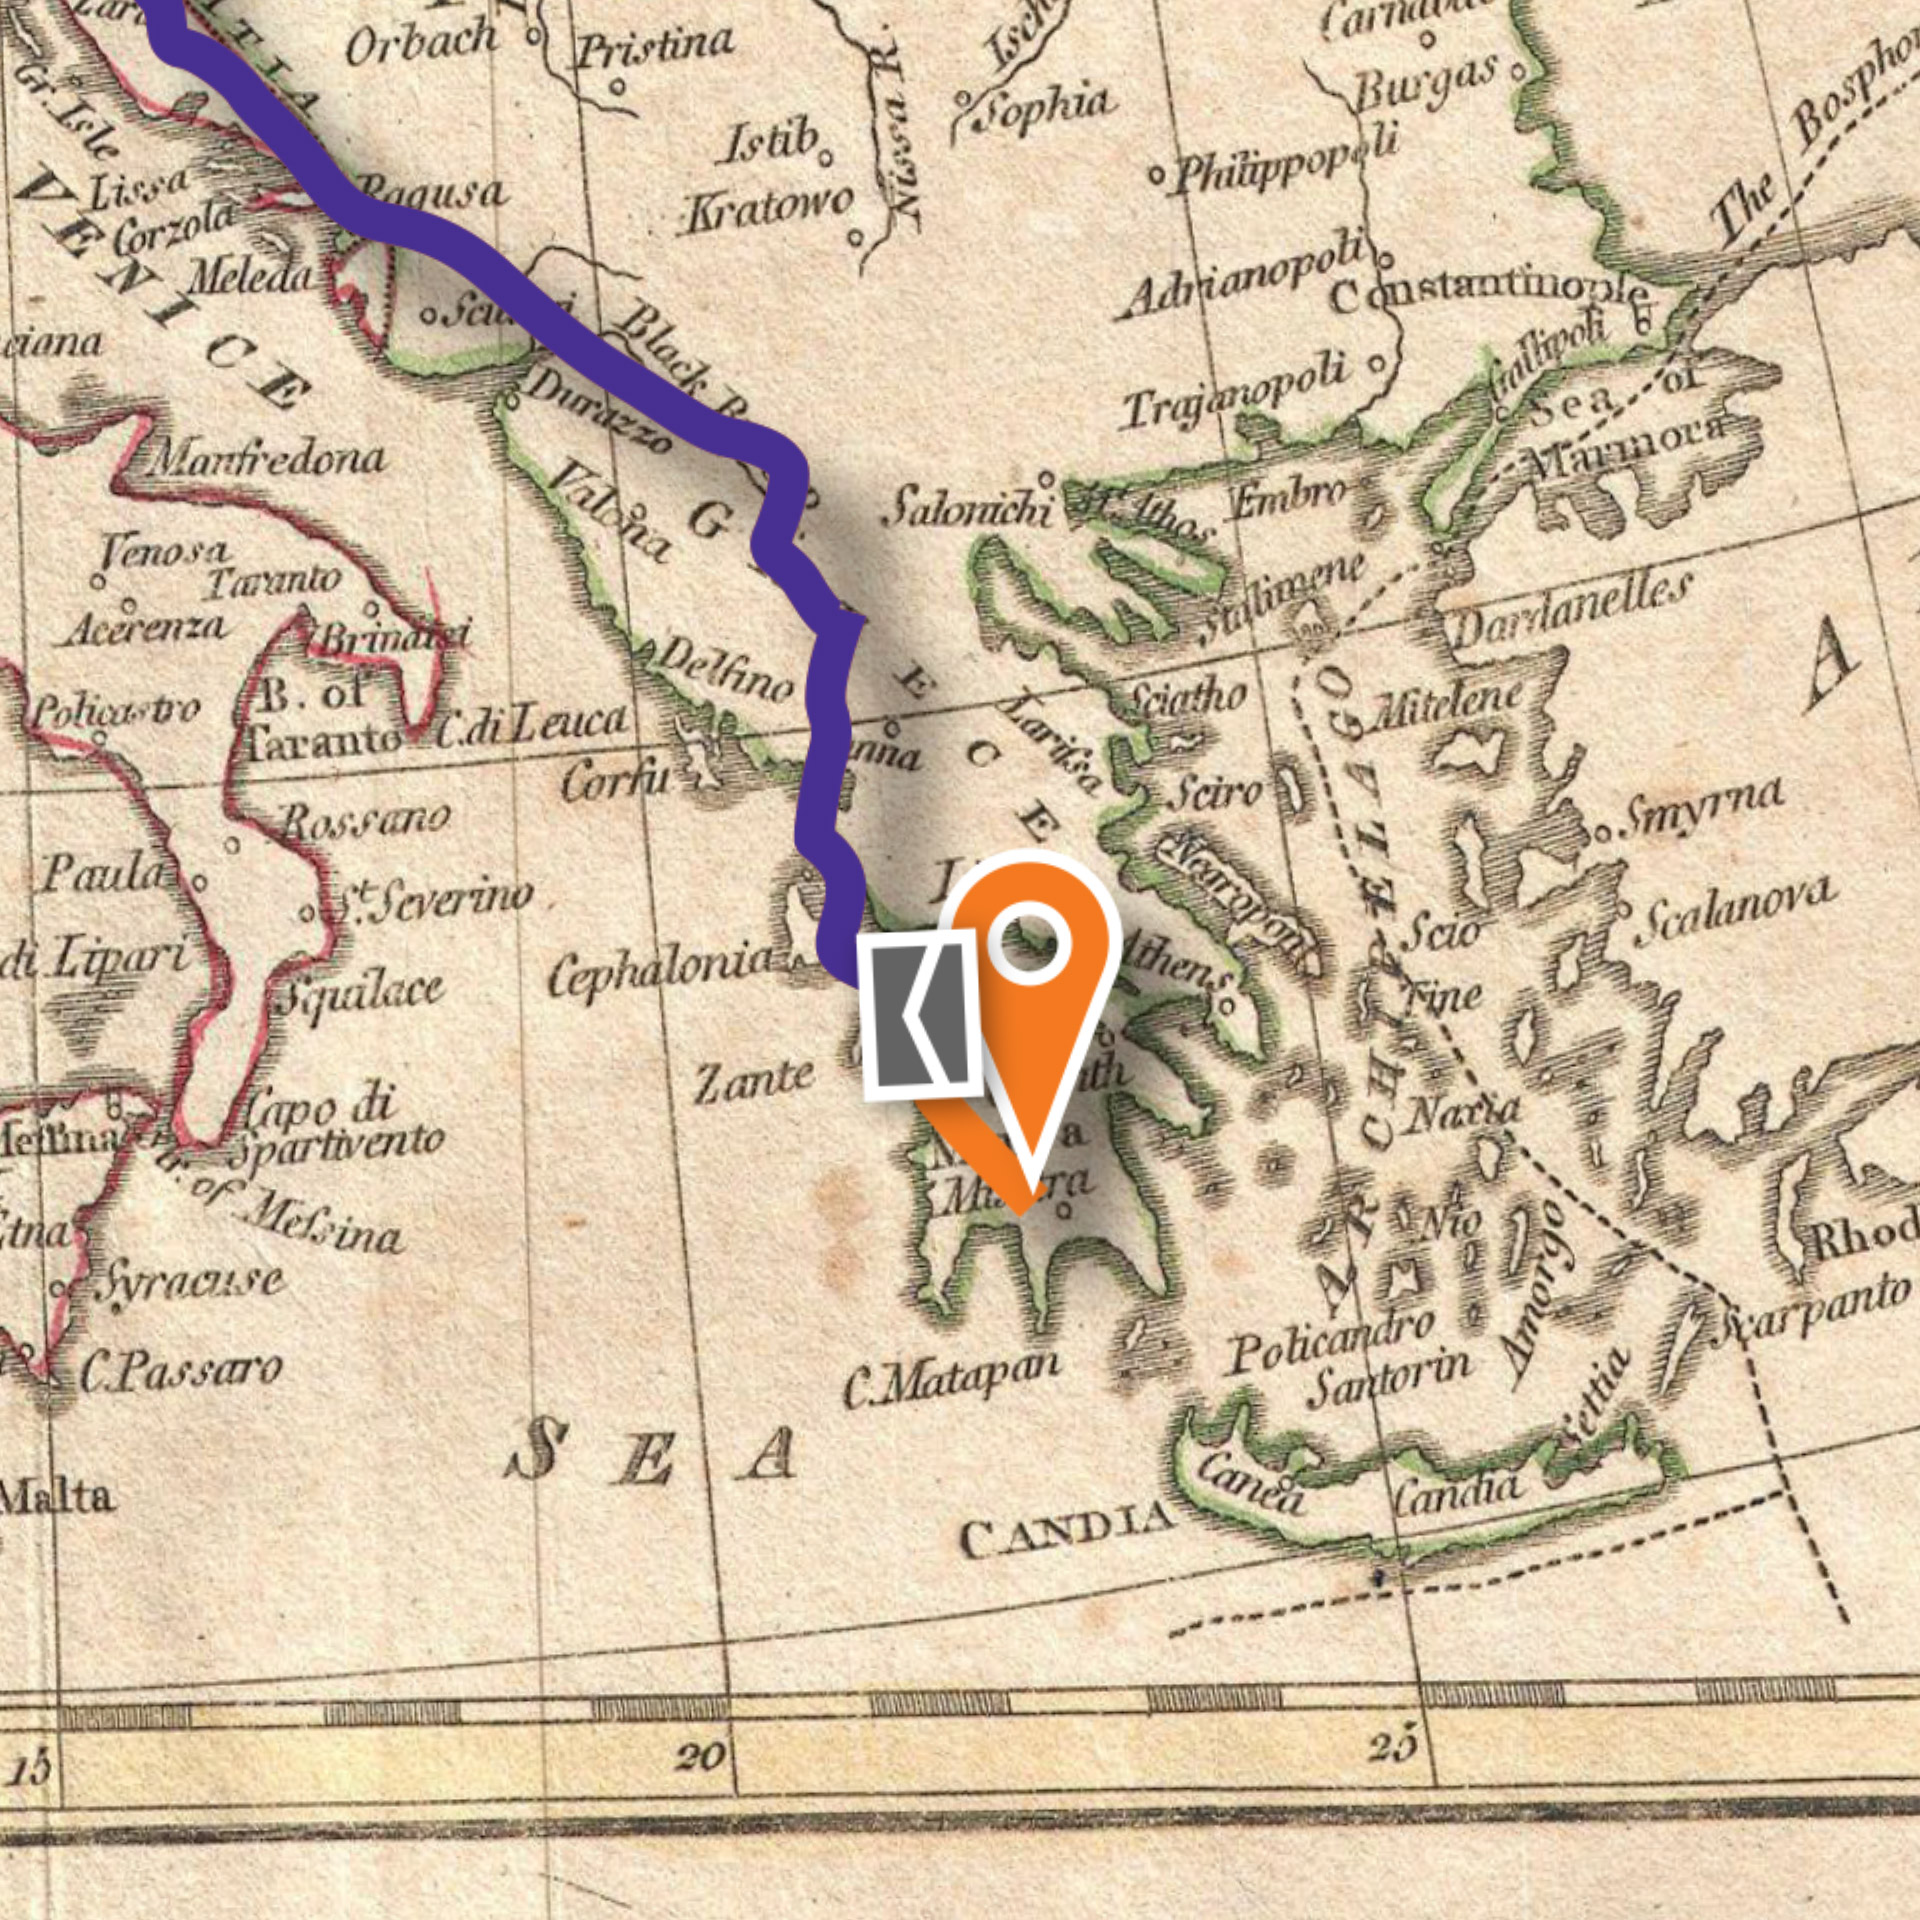 Orbach
Pristina
Carnabat
Burgas
The Bosphor
Gr. Isle
Istib
Nissa R.
Sophia
Philippopoli
Lissa
Ragusa
Kratowo
VENICE
Corzola
Meleda
Adrianopoli
Constantinople
ciana
Black
Durazzo
Gallipoli
Sea of
Marmora
Trajanopoli
Manfredona
Valona
Salonichi
Mt. Athos
Embro
Venosa
Taranto
Acerenza
Brindisi
GREECE
Stalimene
Dardanelles
Delfino
Larissa
Sciatho
Mitelene
A
Policastro
B. of
Taranto
C. di Leuca
Corfu
Sciro
ARCHIPELAGO
Smyrna
Rossano
Paula
St. Severino
Negropont
Scio
Scalanova
di Lipari
Cephalonia
Athens
Squilace
Tine
Zante
Capo di
Spartivento
Messina
Str. of Messina
Naxia
Etna
Nio
Amorgo
Rhod
Syracuse
Scarpanto
C. Passaro
C. Matapan
Policandro
Santorin
Settia
SEA
Malta
Canea
Candia
CANDIA
15
20
25